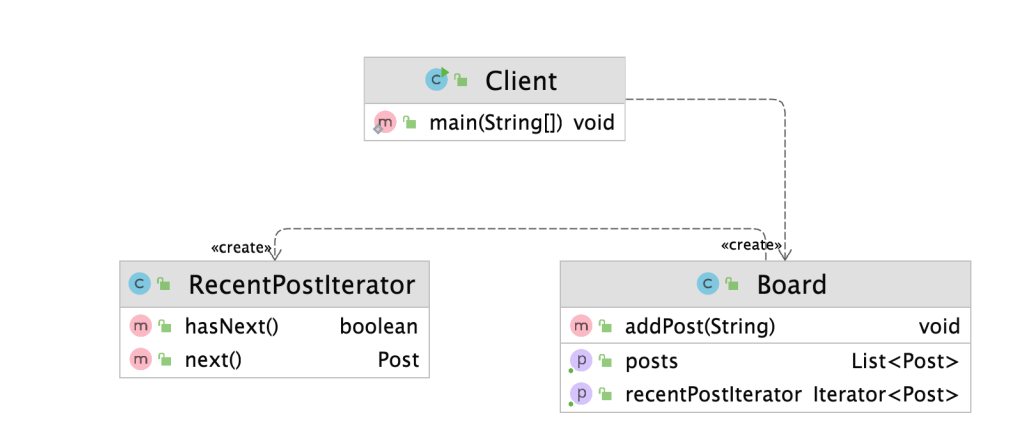 Client
main(String[]) void
«create»
«create»
RecentPostIterator
hasNext() boolean
next() Post
Board
addPost(String) void
posts List<Post>
recentPostIterator Iterator<Post>